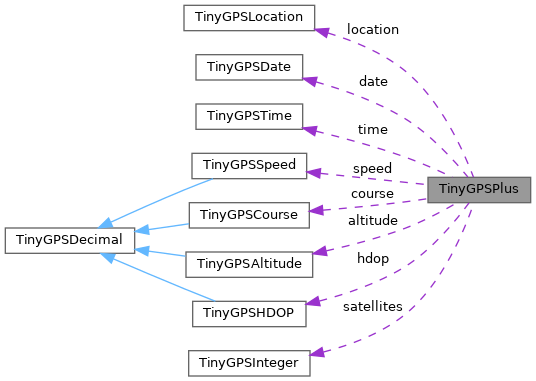 TinyGPSLocation
location
TinyGPSDate
date
TinyGPSTime
time
TinyGPSSpeed
speed
TinyGPSPlus
course
TinyGPSCourse
altitude
TinyGPSDecimal
TinyGPSAltitude
hdop
TinyGPSHDOP
satellites
TinyGPSInteger